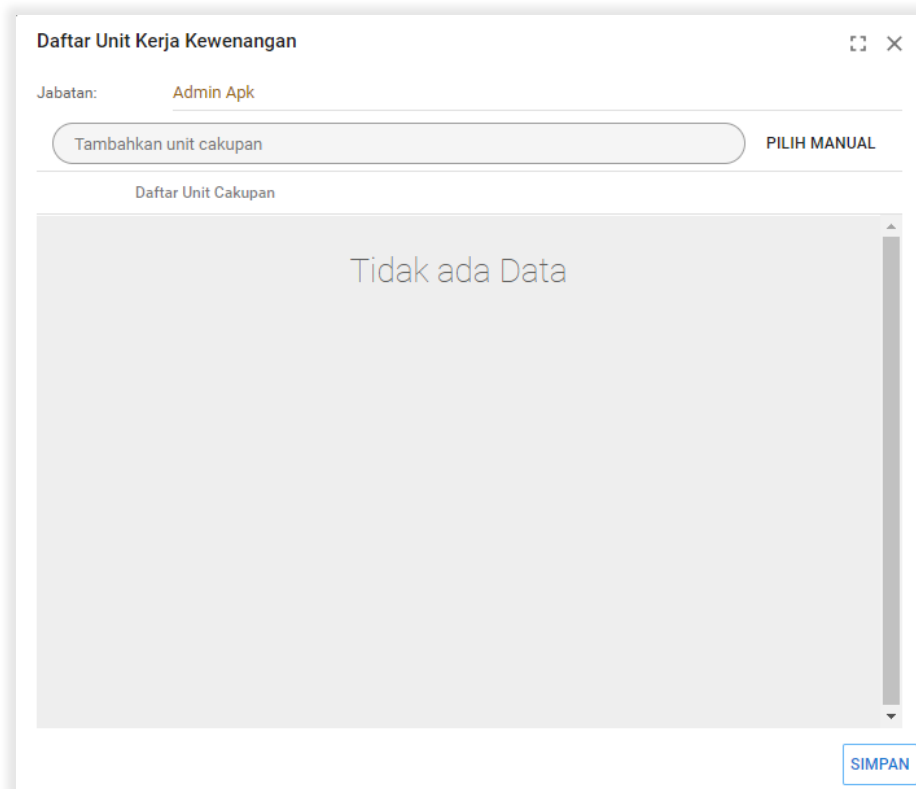 Daftar Unit Kerja Kewenangan
Jabatan: Admin Apk
Tambahkan unit cakupan PILIH MANUAL
Daftar Unit Cakupan
Tidak ada Data
SIMPAN